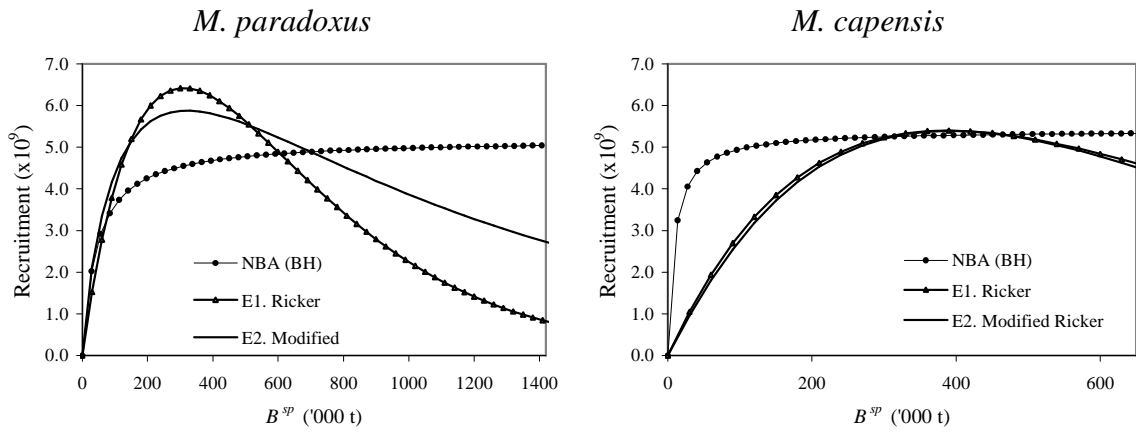 M. paradoxus
7.0
6.0
5.0
4.0
3.0
2.0
1.0
0.0
Recruitment (x10⁹)
NBA (BH)
E1. Ricker
E2. Modified
0 200 400 600 800 1000 1200 1400
B^sp ('000 t)
M. capensis
7.0
6.0
5.0
4.0
3.0
2.0
1.0
0.0
Recruitment (x10⁹)
NBA (BH)
E1. Ricker
E2. Modified Ricker
0 200 400 600
B^sp ('000 t)